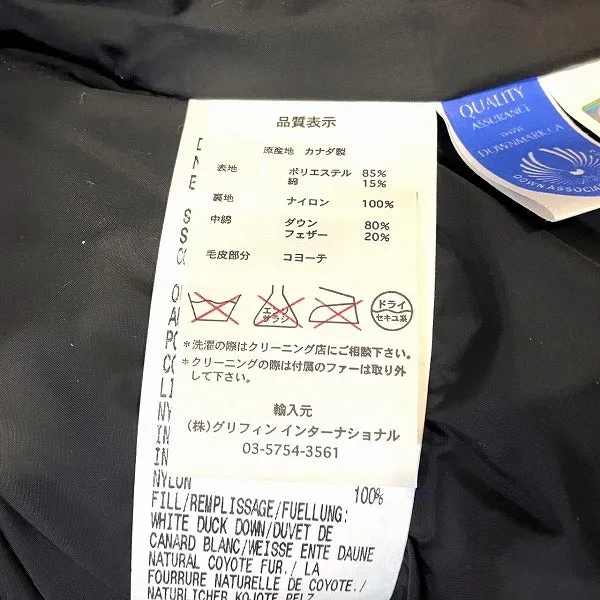 品質表示
原産地 カナダ製
表地 ポリエステル 85%
綿 15%
裏地 ナイロン 100%
中綿 ダウン 80%
フェザー 20%
毛皮部分 コヨーテ
エンソ
サラシ
ドライ
セキユ系
*洗濯の際はクリーニング店にご相談下さい。
*クリーニングの際は付属のファーは取り外
して下さい。
輸入元
(株)グリフィン インターナショナル
03-5754-3561
NYLON 100%
FILL/REMPLISSAGE/FUELLUNG:
WHITE DUCK DOWN/DUVET DE
CANARD BLANC/WEISSE ENTE DAUNE
NATURAL COYOTE FUR./ LA
FOURRURE NATURELLE DE COYOTE./
NATURLICHER KOJOTE PELZ
QUALITY
ASSURANCE
DOWNMARK.CA
DOWN ASSOCIA